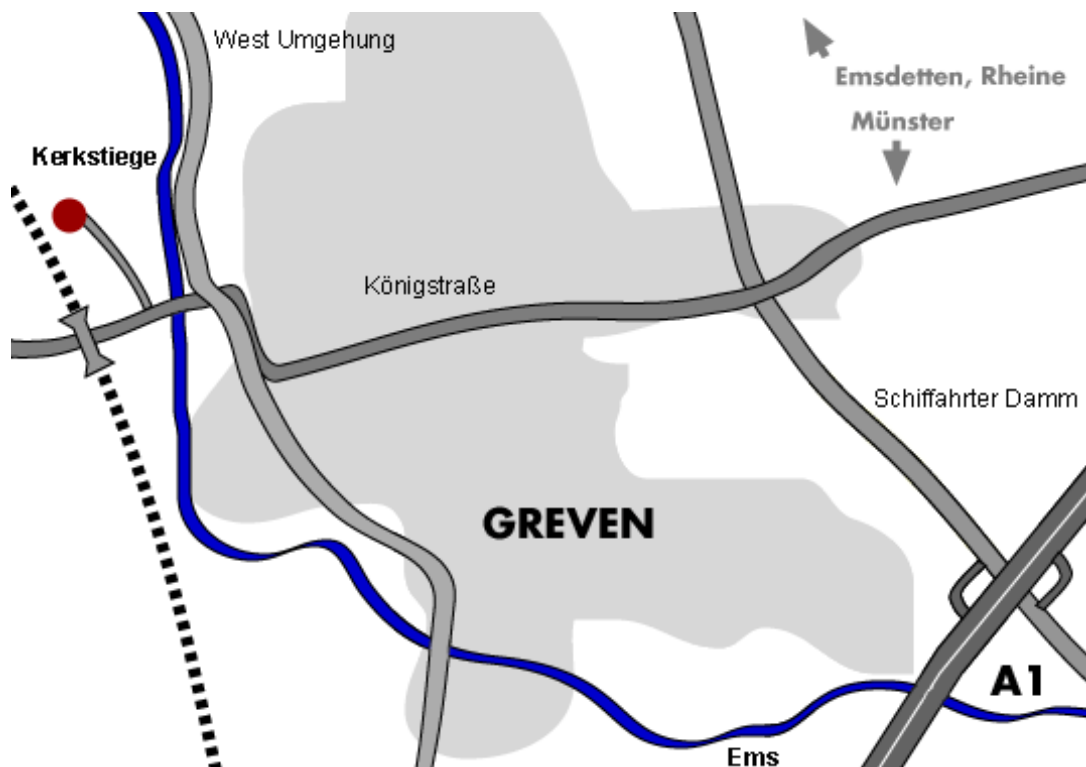 West Umgehung
Emsdetten, Rheine
Münster
Kerkstiege
Königstraße
Schiffahrter Damm
GREVEN
A1
Ems